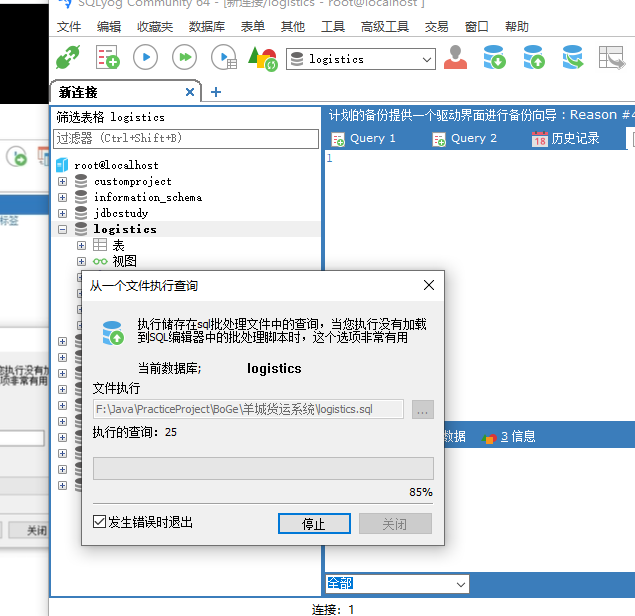 SQLyog Community 64 - [新连接/logistics - root@localhost ]
文件 编辑 收藏夹 数据库 表单 其他 工具 高级工具 交易 窗口 帮助
logistics
新连接
筛选表格 logistics
过滤器 (Ctrl+Shift+B)
root@localhost
customproject
information_schema
jdbcstudy
logistics
表
视图
计划的备份提供一个驱动界面进行备份向导：Reason #4
Query 1 Query 2 18 历史记录
1
标签
从一个文件执行查询
执行储存在sql批处理文件中的查询，当您执行没有加载
到SQL编辑器中的批处理脚本时，这个选项非常有用
当前数据库; logistics
文件执行
F:\Java\PracticeProject\BoGe\羊城货运系统\logistics.sql
...
执行的查询：25
85%
发生错误时退出
停止 关闭
执行没有加
项非常有用
关闭
数据 3 信息
全部
连接：1